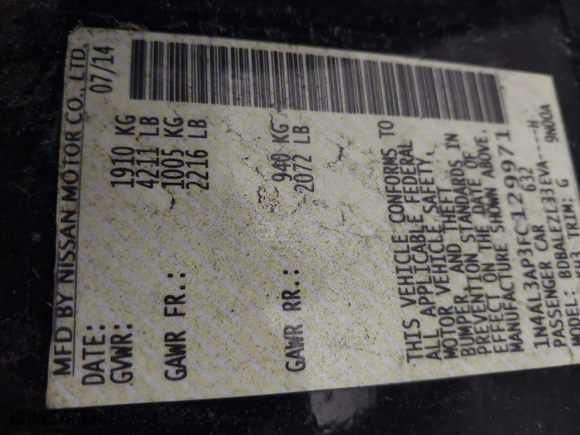 MFD BY NISSAN MOTOR CO., LTD.
DATE: 07/14
GVWR: 1910 KG
4211 LB
GAWR FR.: 1005 KG
2216 LB
GAWR RR.: 940 KG
2072 LB
THIS VEHICLE CONFORMS TO
ALL APPLICABLE FEDERAL
MOTOR VEHICLE SAFETY,
BUMPER, AND THEFT
PREVENTION STANDARDS IN
EFFECT ON THE DATE OF
MANUFACTURE SHOWN ABOVE.
1N4AL3AP3FC129971
PASSENGER CAR 632
MODEL: BDBALEZL33EVA----H
TRIM: G 9N00A